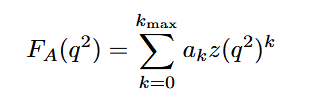 F_A(q^2) = \sum_{k=0}^{k_{\max}} a_k z(q^2)^k